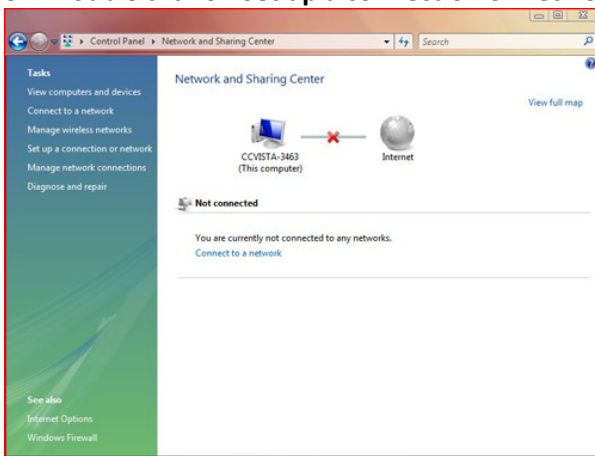 Control Panel ▸ Network and Sharing Center
Search
Tasks
View computers and devices
Connect to a network
Manage wireless networks
Set up a connection or network
Manage network connections
Diagnose and repair
See also
Internet Options
Windows Firewall
Network and Sharing Center
View full map
CCVISTA-3463
(This computer)
Internet
Not connected
You are currently not connected to any networks.
Connect to a network